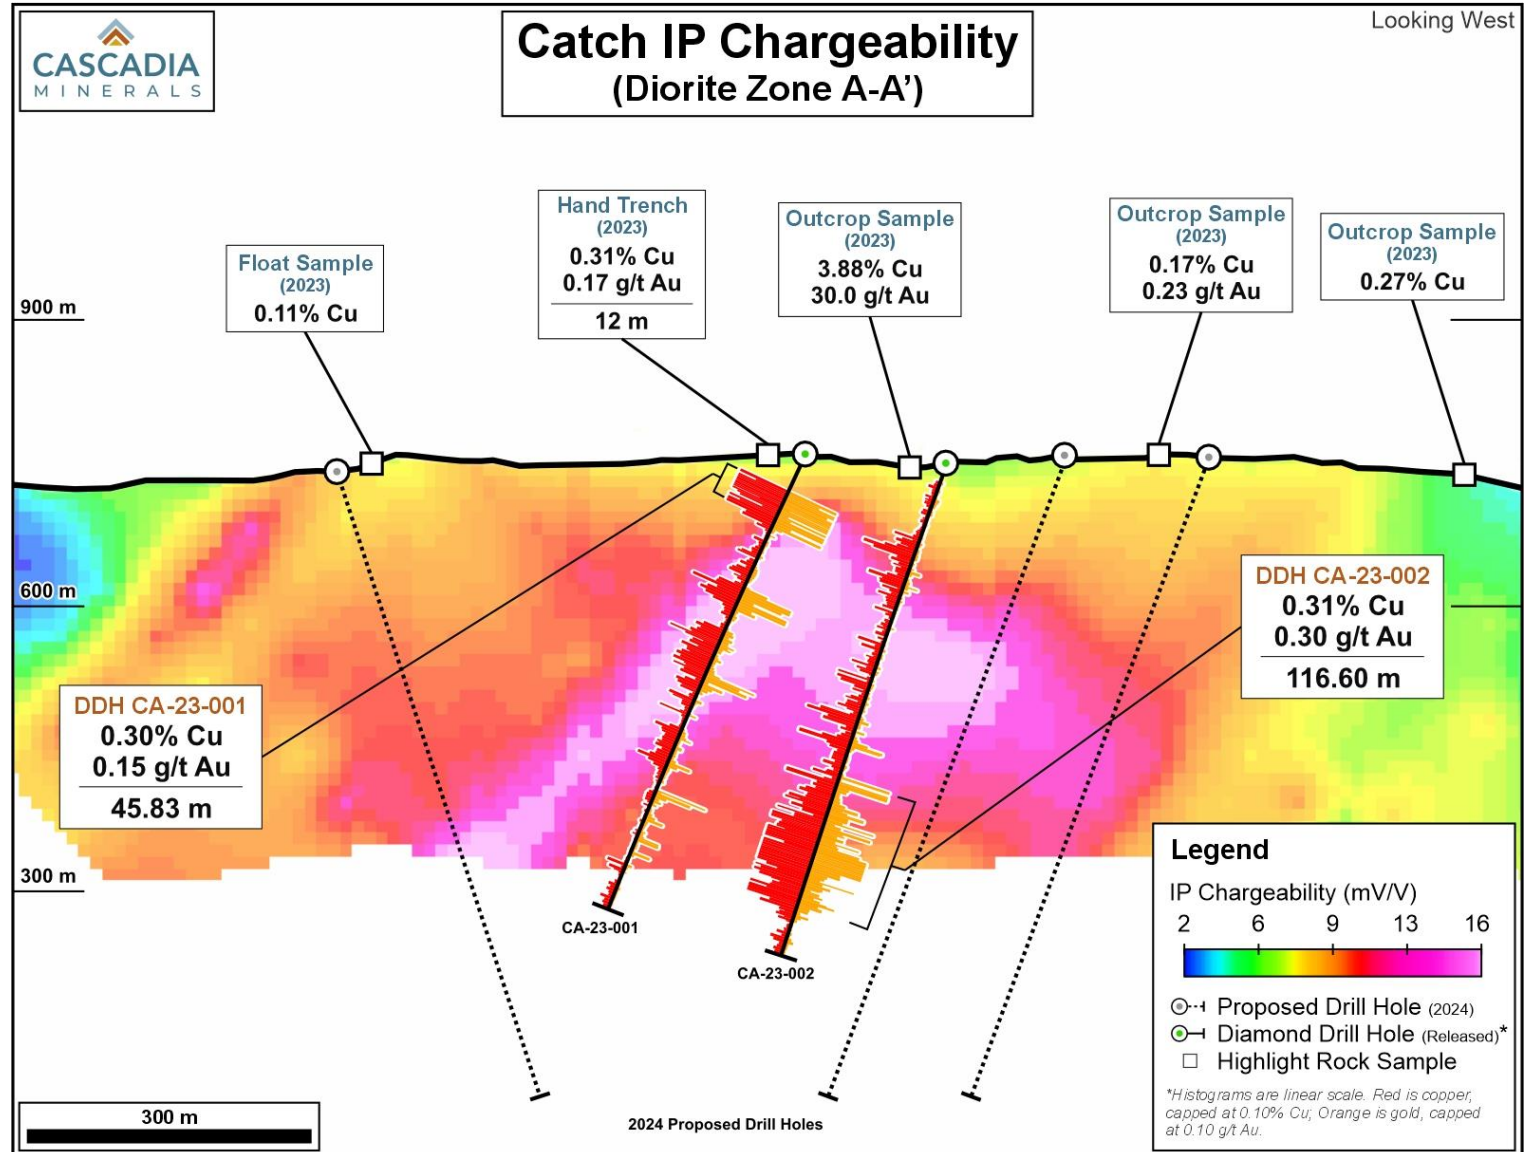 CASCADIA
MINERALS
Catch IP Chargeability
(Diorite Zone A-A’)
Looking West
Float Sample
(2023)
0.11% Cu
Hand Trench
(2023)
0.31% Cu
0.17 g/t Au
12 m
Outcrop Sample
(2023)
3.88% Cu
30.0 g/t Au
Outcrop Sample
(2023)
0.17% Cu
0.23 g/t Au
Outcrop Sample
(2023)
0.27% Cu
900 m
600 m
300 m
DDH CA-23-001
0.30% Cu
0.15 g/t Au
45.83 m
DDH CA-23-002
0.31% Cu
0.30 g/t Au
116.60 m
CA-23-001
CA-23-002
2024 Proposed Drill Holes
300 m
Legend
IP Chargeability (mV/V)
2 6 9 13 16
Proposed Drill Hole (2024)
Diamond Drill Hole (Released)*
Highlight Rock Sample
*Histograms are linear scale. Red is copper,
capped at 0.10% Cu; Orange is gold, capped
at 0.10 g/t Au.